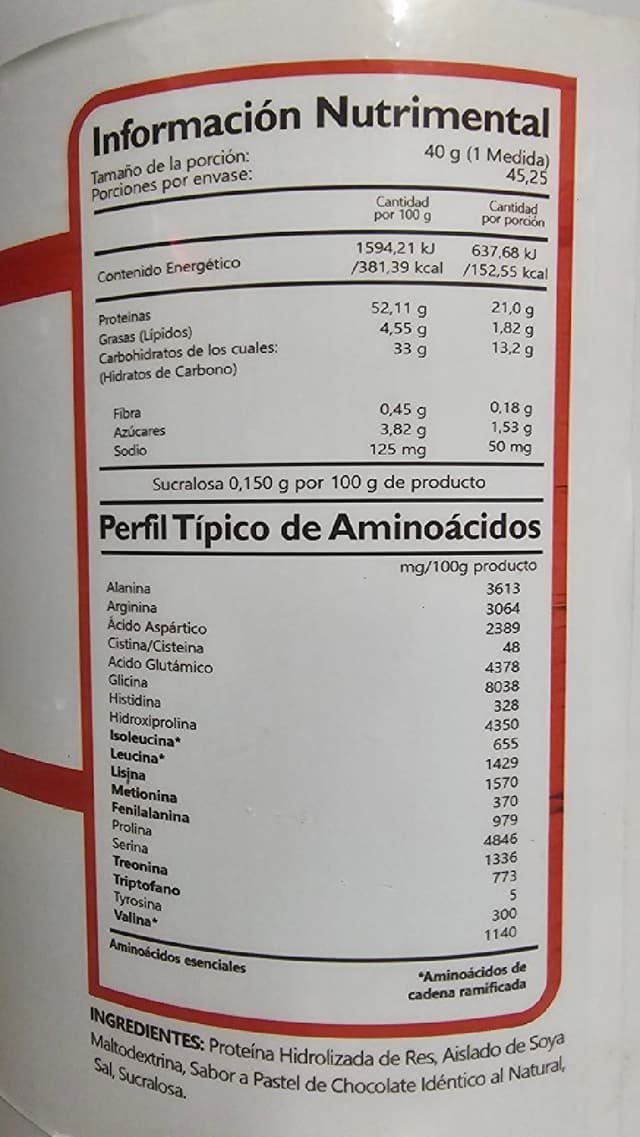 Información Nutrimental
Tamaño de la porción: 40 g (1 Medida)
Porciones por envase: 45,25
Cantidad por 100 g Cantidad por porción
Contenido Energético 1594,21 kJ /381,39 kcal 637,68 kJ /152,55 kcal
Proteinas 52,11 g 21,0 g
Grasas (Lípidos) 4,55 g 1,82 g
Carbohidratos de los cuales: 33 g 13,2 g
(Hidratos de Carbono)
Fibra 0,45 g 0,18 g
Azúcares 3,82 g 1,53 g
Sodio 125 mg 50 mg
Sucralosa 0,150 g por 100 g de producto
Perfil Típico de Aminoácidos
mg/100g producto
Alanina 3613
Arginina 3064
Ácido Aspártico 2389
Cistina/Cisteina 48
Acido Glutámico 4378
Glicina 8038
Histidina 328
Hidroxiprolina 4350
Isoleucina* 655
Leucina* 1429
Lisina 1570
Metionina 370
Fenilalanina 979
Prolina 4846
Serina 1336
Treonina 773
Triptofano 5
Tyrosina 300
Valina* 1140
Aminoácidos esenciales
*Aminoácidos de
cadena ramificada
INGREDIENTES: Proteína Hidrolizada de Res, Aislado de Soya
Maltodextrina, Sabor a Pastel de Chocolate Idéntico al Natural,
Sal, Sucralosa.